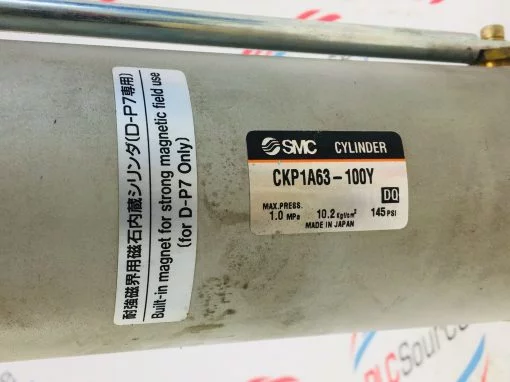 耐強磁界用磁石内蔵シリンダ(D-P7専用)
Built-in magnet for strong magnetic field use
(for D-P7 Only)
SMC CYLINDER
CKP1A63-100Y
DQ
MAX.PRESS.
1.0 MPa 10.2 Kgf/cm² 145 PSI
MADE IN JAPAN
PLCSource